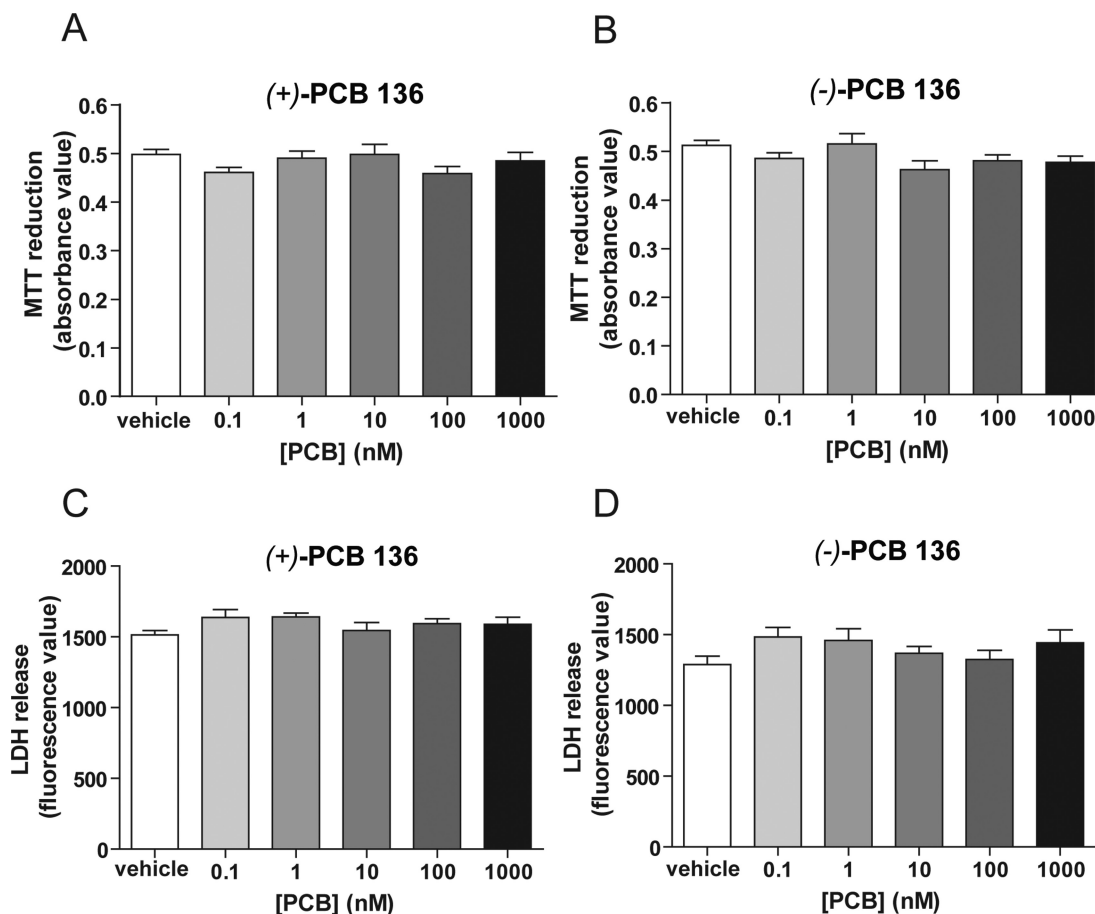 A
(+)-PCB 136
MTT reduction
(absorbance value)
0.6
0.5
0.4
0.3
0.2
0.1
0.0
vehicle 0.1 1 10 100 1000
[PCB] (nM)
B
(-)-PCB 136
MTT reduction
(absorbance value)
0.6
0.5
0.4
0.3
0.2
0.1
0.0
vehicle 0.1 1 10 100 1000
[PCB] (nM)
C
(+)-PCB 136
LDH release
(fluorescence value)
2000
1500
1000
500
0
vehicle 0.1 1 10 100 1000
[PCB] (nM)
D
(-)-PCB 136
LDH release
(fluorescence value)
2000
1500
1000
500
0
vehicle 0.1 1 10 100 1000
[PCB] (nM)